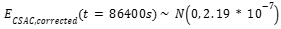 E_{CSAC,corrected}(t = 86400s) ~ N(0, 2.19 * 10^{-7})